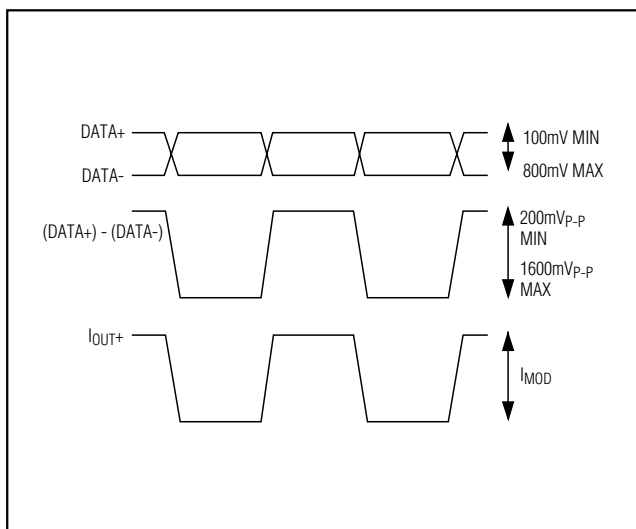 DATA+
100mV MIN
DATA-
800mV MAX
(DATA+) - (DATA-)
200mVP-P
MIN
1600mVP-P
MAX
IOUT+
IMOD